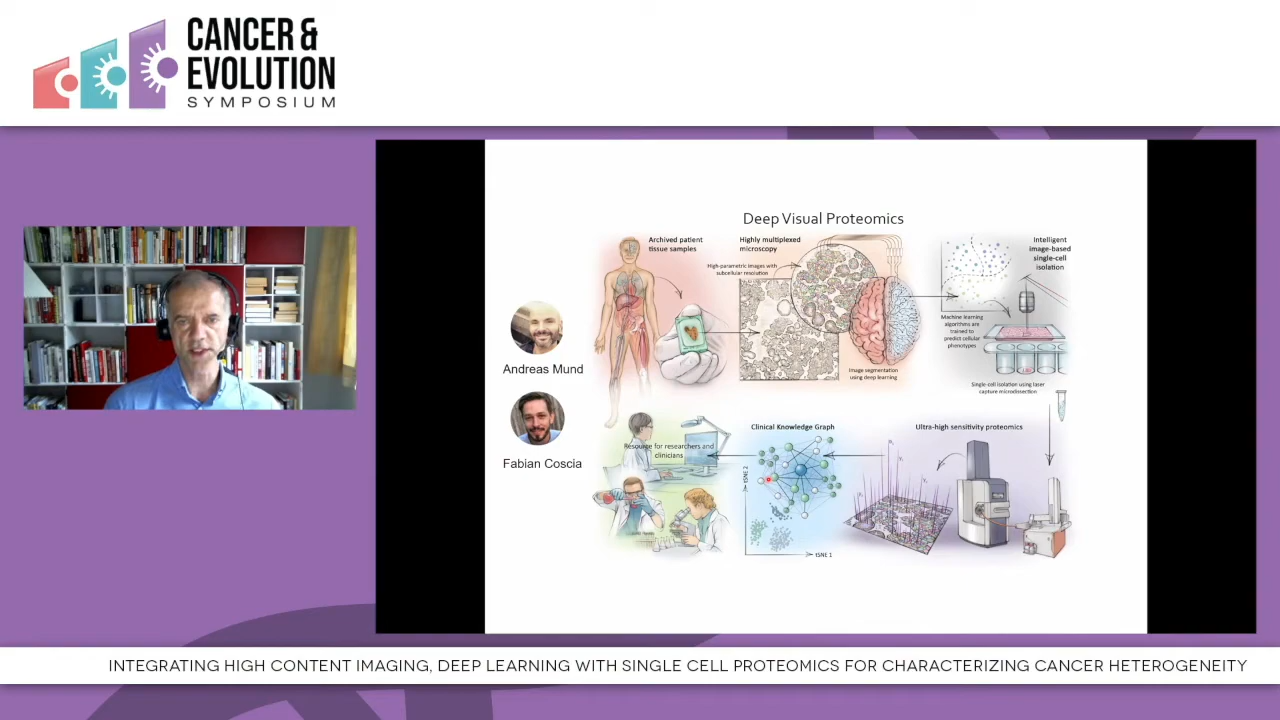 CANCER &
EVOLUTION
SYMPOSIUM
Deep Visual Proteomics
Archived patient
tissue samples
Highly multiplexed
microscopy
High-parametric images with
subcellular resolution
Image segmentation
using deep learning
Intelligent
image-based
single-cell
isolation
Machine learning
algorithms are
trained to
predict cellular
phenotypes
Single-cell isolation using laser
capture microdissection
Andreas Mund
Fabian Coscia
Resource for researchers and
clinicians
Clinical Knowledge Graph
tSNE 2
tSNE 1
Ultra-high sensitivity proteomics
INTEGRATING HIGH CONTENT IMAGING, DEEP LEARNING WITH SINGLE CELL PROTEOMICS FOR CHARACTERIZING CANCER HETEROGENEITY